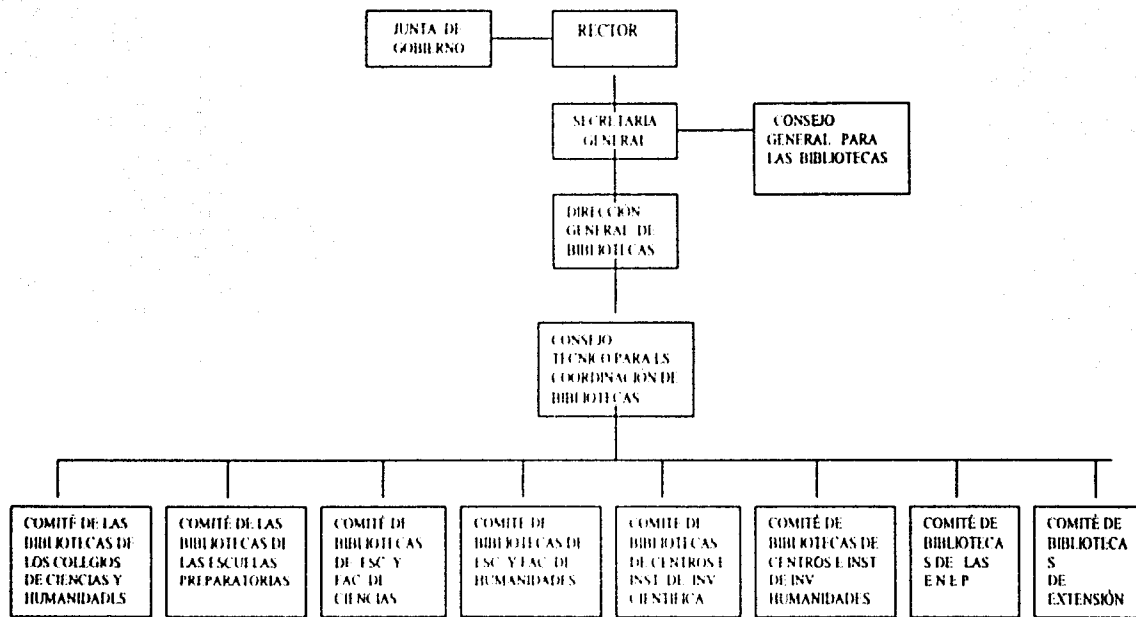 JUNTA DE
GOBIERNO
RECTOR
SECRETARIA
GENERAL
CONSEJO
GENERAL PARA
LAS BIBLIOTECAS
DIRECCIÓN
GENERAL DE
BIBLIOTECAS
CONSEJO
TECNICO PARA LS
COORDINACIÓN DE
BIBLIOTECAS
COMITÉ DE LAS
BIBLIOTECAS DE
LOS COLEGIOS
DE CIENCIAS Y
HUMANIDADES
COMITÉ DE LAS
BIBLIOTECAS DE
LAS ESCUELAS
PREPARATORIAS
COMITÉ DE
BIBLIOTECAS
DE ESC Y
FAC DE
CIENCIAS
COMITE DE
BIBLIOTECAS DE
ESC Y FAC DE
HUMANIDADES
COMITE DE
BIBLIOTECAS
DE CENTROS E
INST DE INV
CIENTIFICA
COMITÉ DE
BIBLIOTECAS DE
CENTROS E INST
DE INV
HUMANIDADES
COMITÉ DE
BIBLIOTECA
S DE LAS
E N E P
COMITÉ DE
BIBLIOTECA
S
DE
EXTENSIÓN